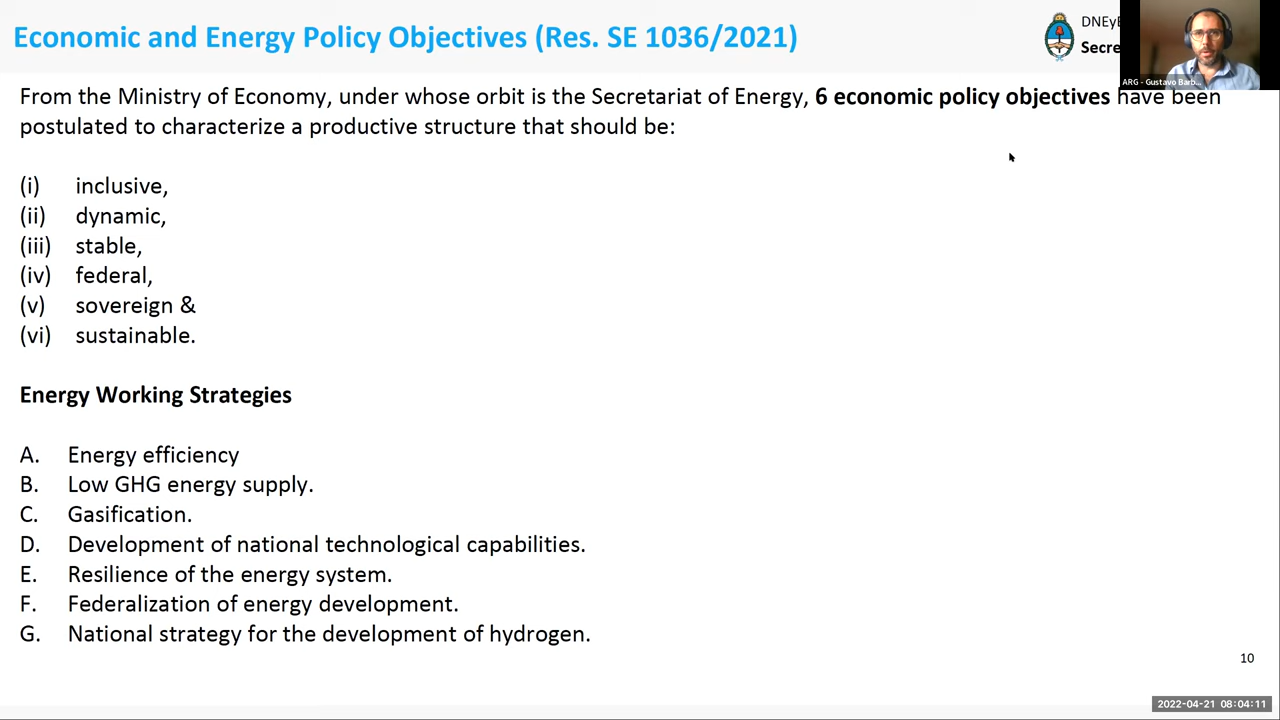 Economic and Energy Policy Objectives (Res. SE 1036/2021)
ARG - Gustavo Barb...
From the Ministry of Economy, under whose orbit is the Secretariat of Energy, 6 economic policy objectives have been
postulated to characterize a productive structure that should be:
(i) inclusive,
(ii) dynamic,
(iii) stable,
(iv) federal,
(v) sovereign &
(vi) sustainable.
Energy Working Strategies
A. Energy efficiency
B. Low GHG energy supply.
C. Gasification.
D. Development of national technological capabilities.
E. Resilience of the energy system.
F. Federalization of energy development.
G. National strategy for the development of hydrogen.
10
2022-04-21 08:04:11